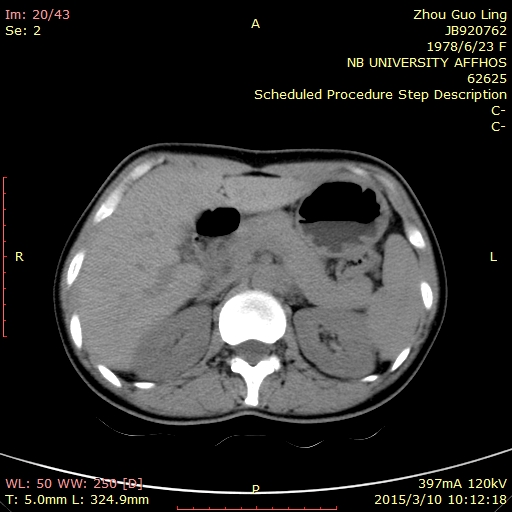 Im: 20/43
Se: 2
A
Zhou Guo Ling
JB920762
1978/6/23 F
NB UNIVERSITY AFFHOS
62625
Scheduled Procedure Step Description
C-
C-
R
L
WL: 50 WW: 250 [D]
T: 5.0mm L: 324.9mm
P
397mA 120kV
2015/3/10 10:12:18